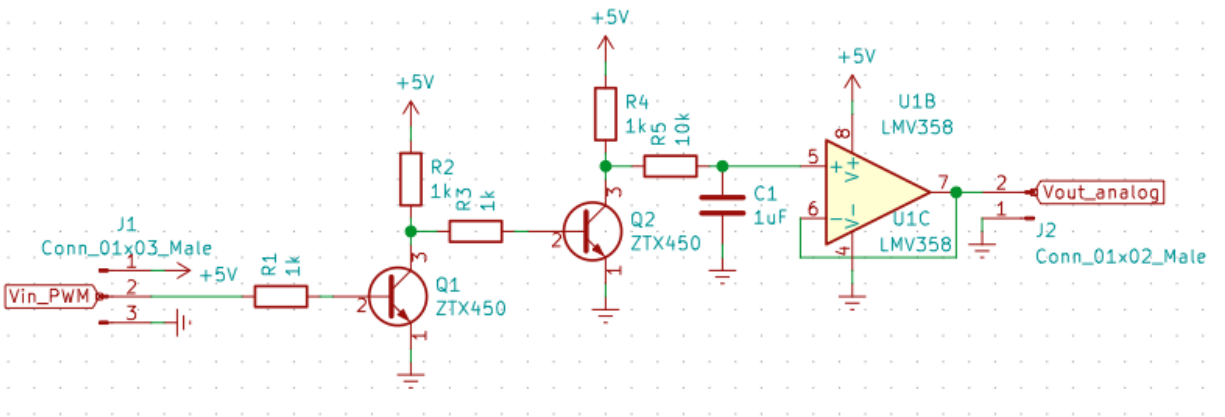 +5V
+5V
+5V
R4
1k
R5
10k
U1B
LMV358
8
V+
5
+
7
6
-
V-
4
U1C
LMV358
2
Vout_analog
1
J2
Conn_01x02_Male
R2
1k
R3
1k
3
2
Q2
ZTX450
1
C1
1uF
J1
Conn_01x03_Male
1
+5V
Vin_PWM
2
3
R1
1k
3
2
Q1
ZTX450
1